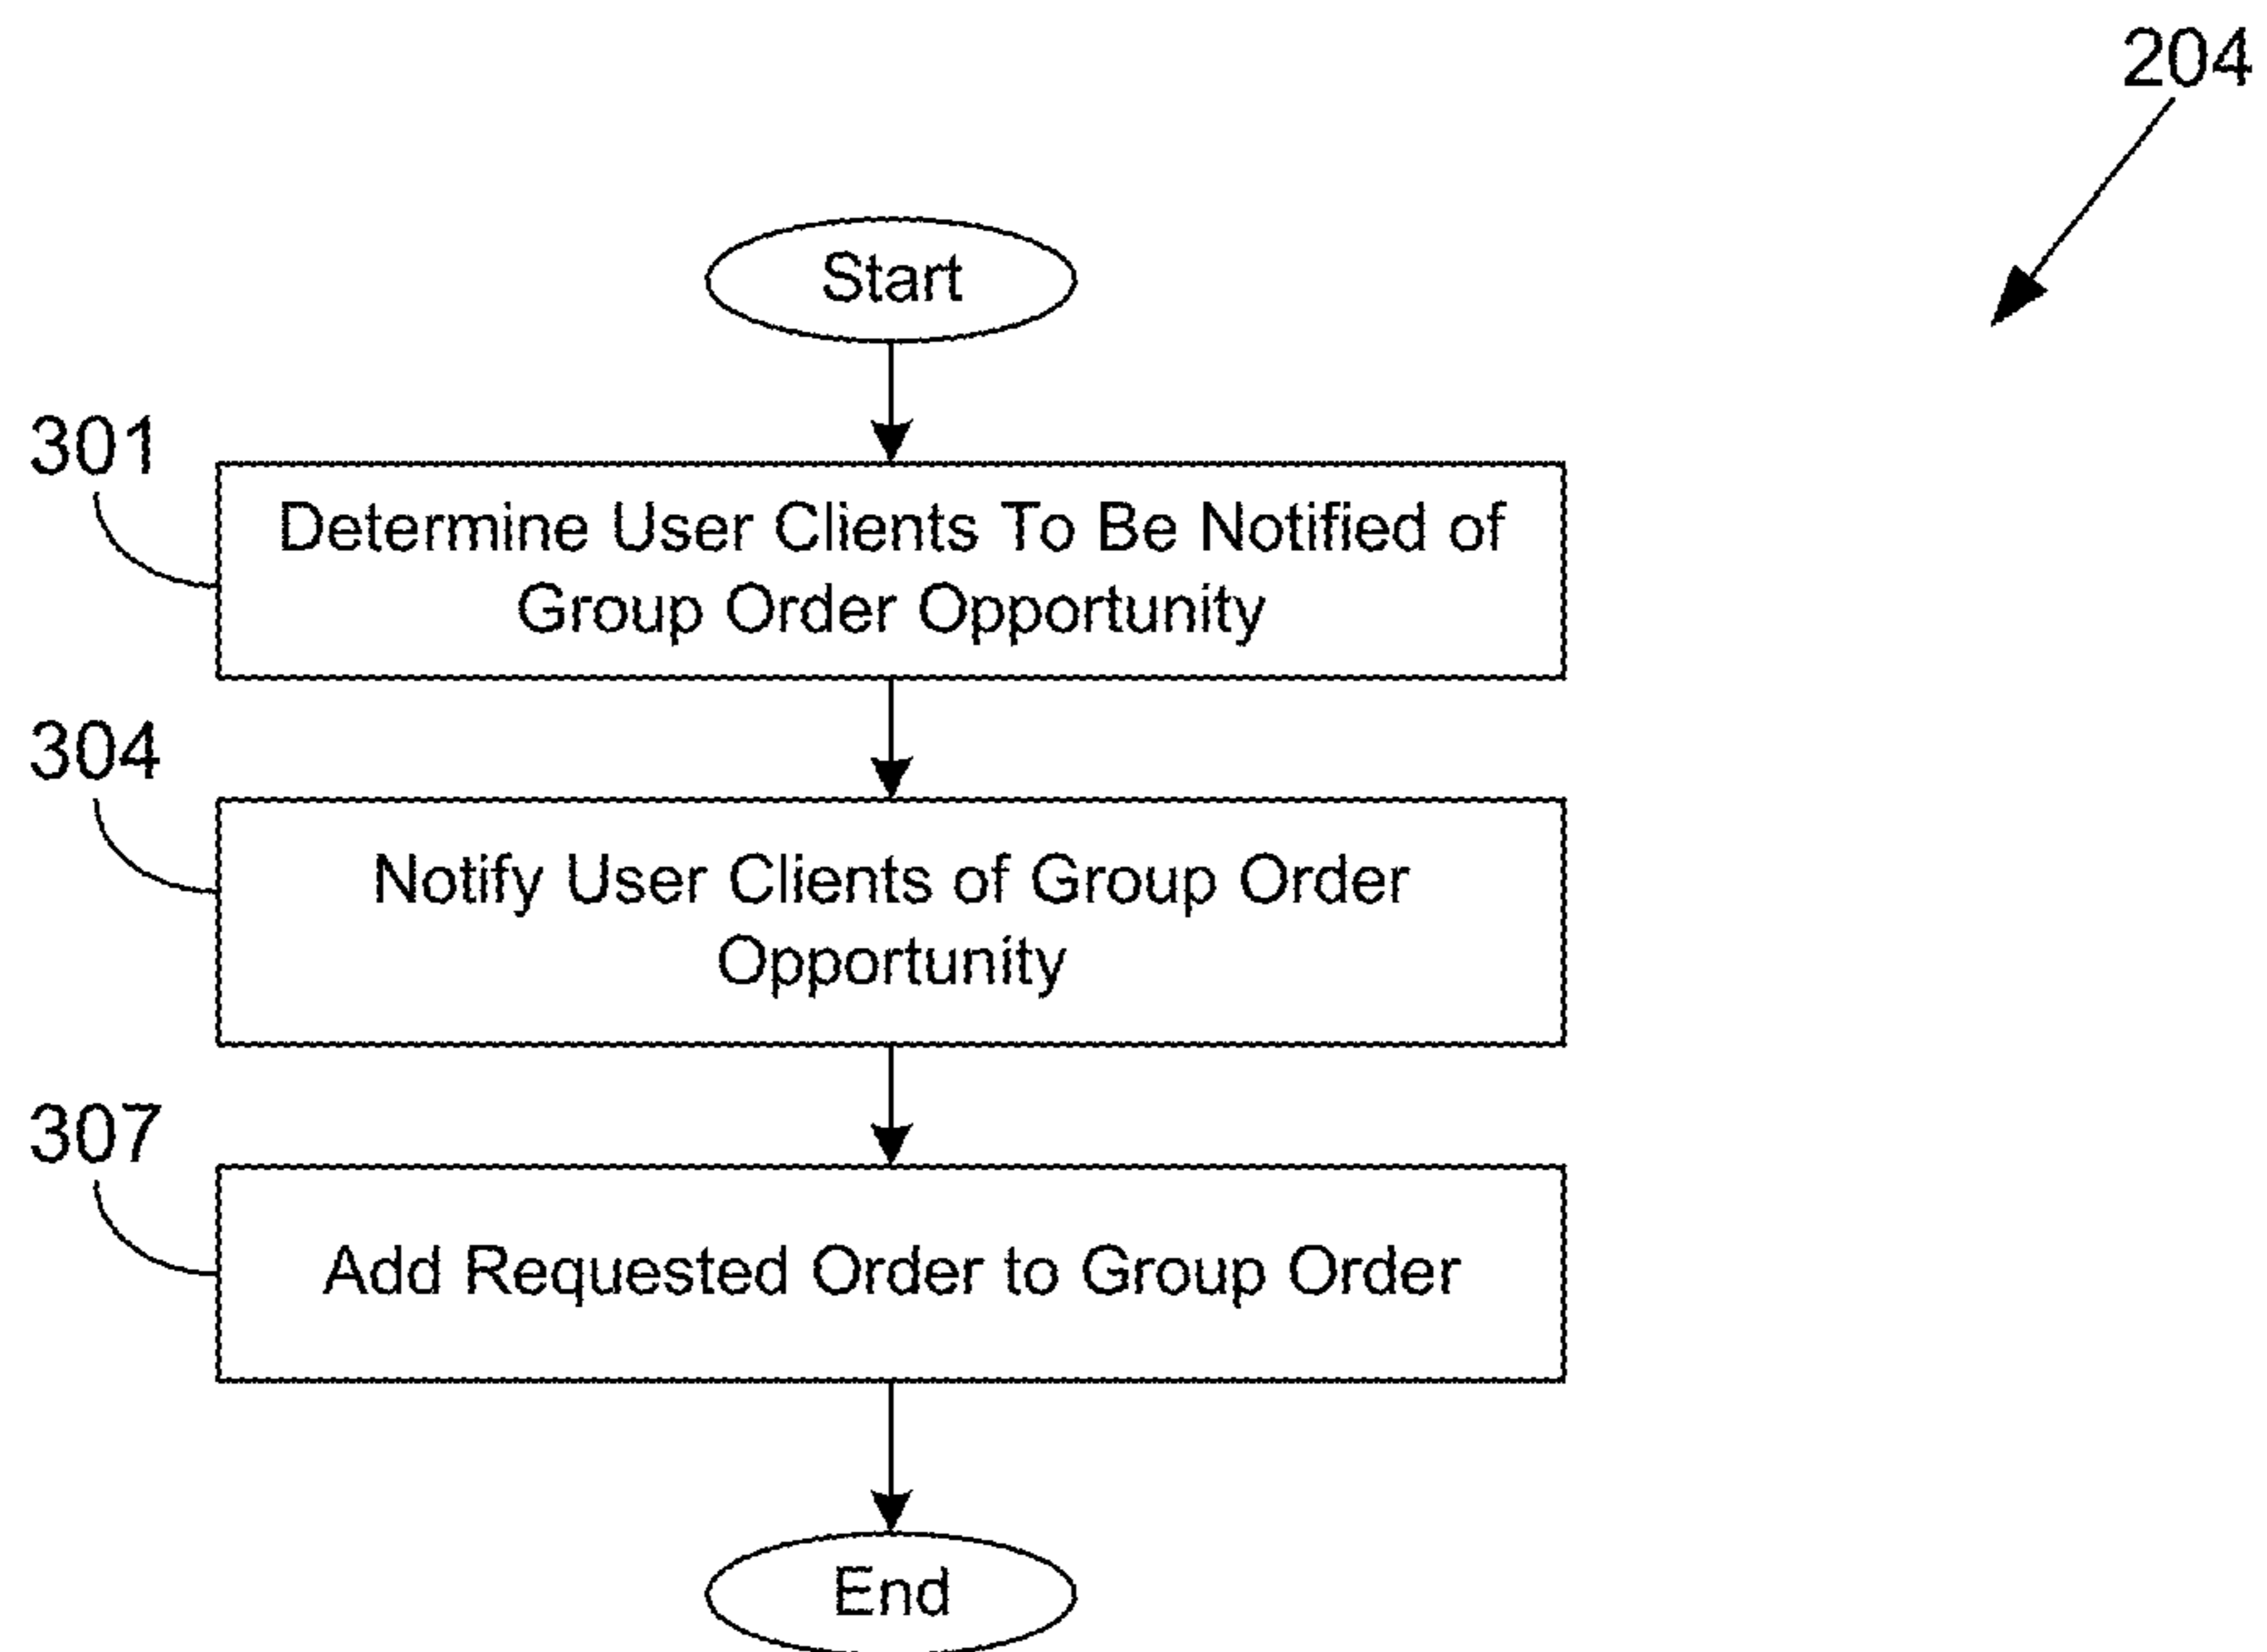 204
Start
301
Determine User Clients To Be Notified of
Group Order Opportunity
304
Notify User Clients of Group Order
Opportunity
307
Add Requested Order to Group Order
End